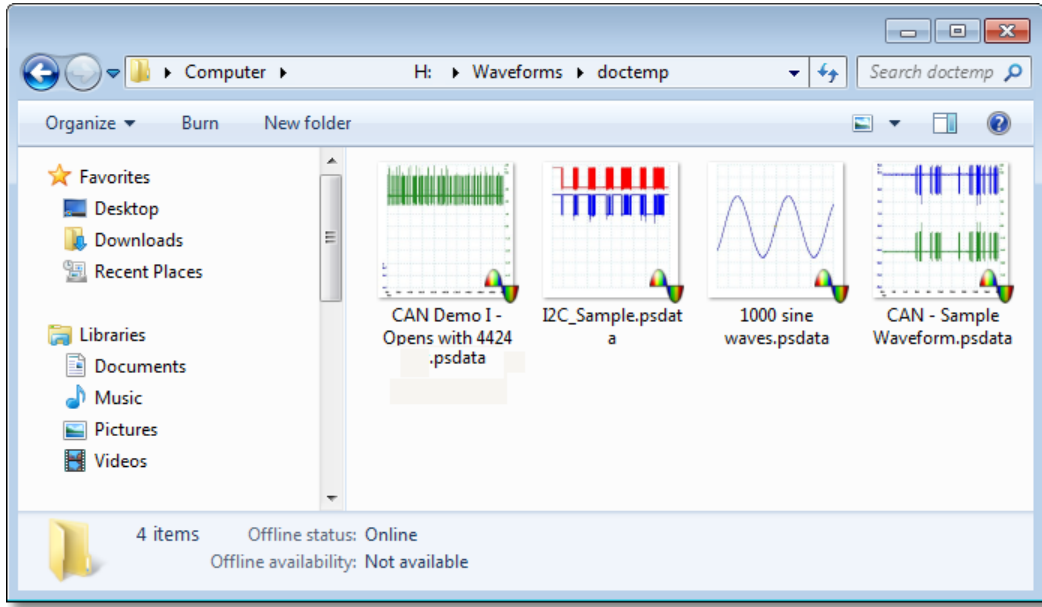 Computer H: Waveforms doctemp Search doctemp
Organize Burn New folder
Favorites
Desktop
Downloads
Recent Places
Libraries
Documents
Music
Pictures
Videos
CAN Demo I -
Opens with 4424
.psdata
I2C_Sample.psdat
a
1000 sine
waves.psdata
CAN - Sample
Waveform.psdata
4 items Offline status: Online
Offline availability: Not available